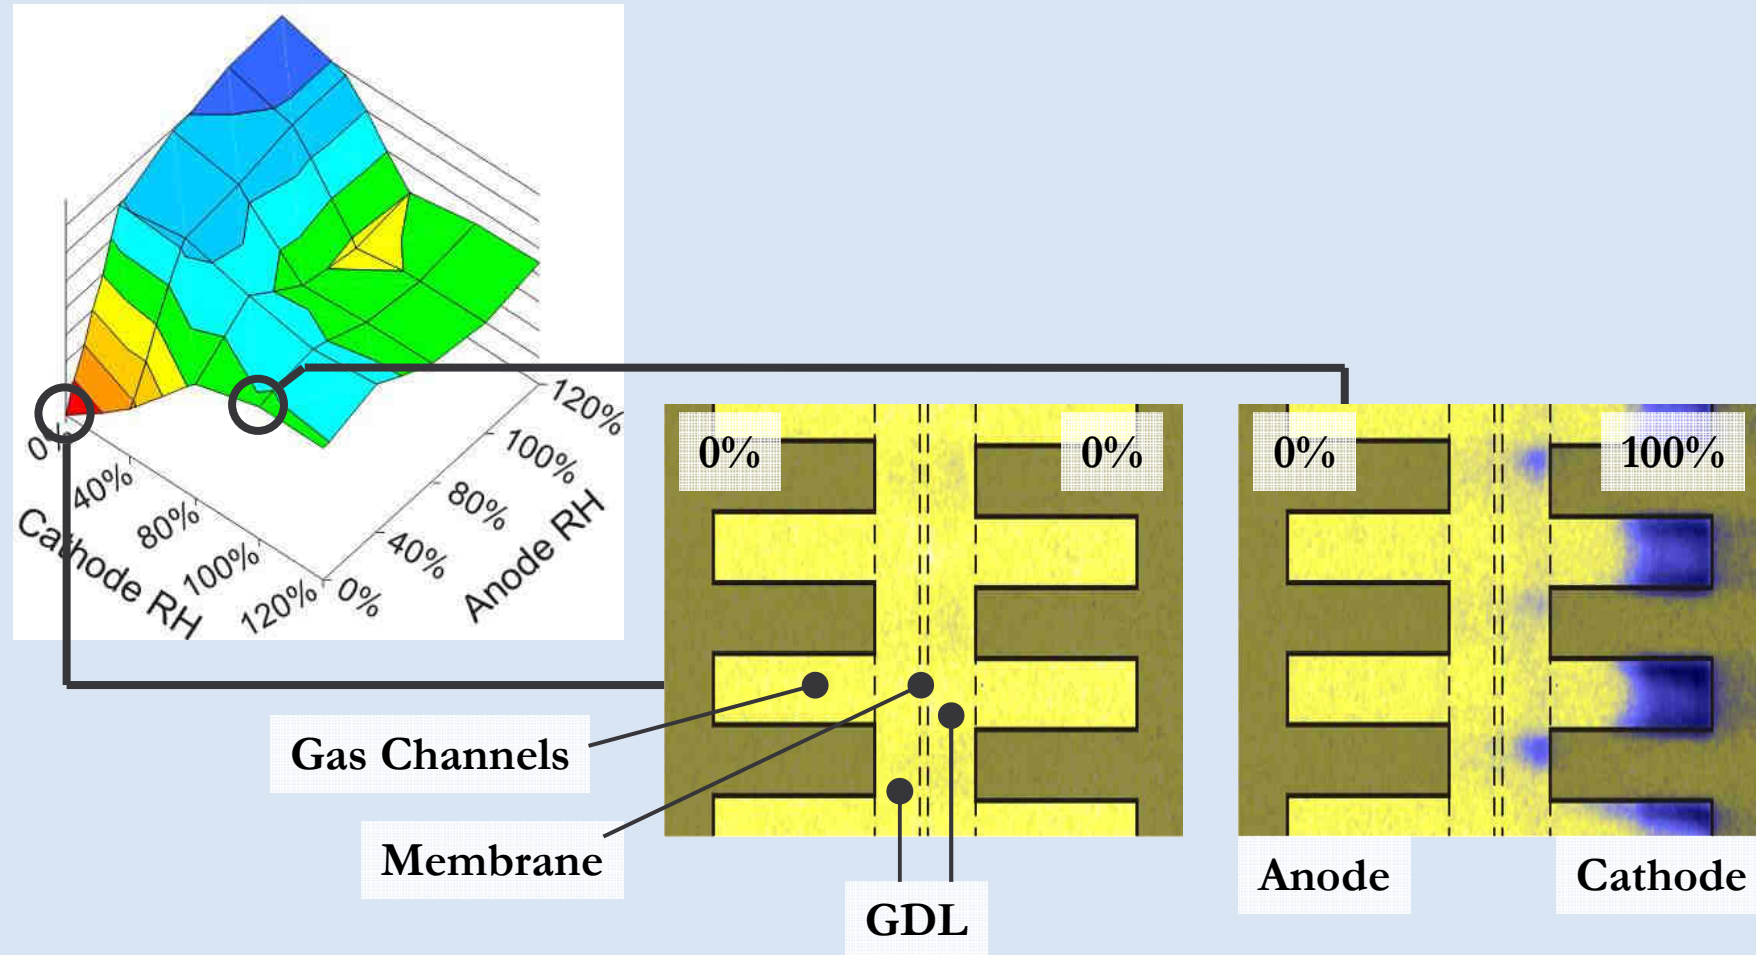 0%
40%
80%
100%
120%
Cathode RH
0%
40%
80%
100%
120%
Anode RH
0%
0%
0%
100%
Gas Channels
Membrane
GDL
Anode
Cathode